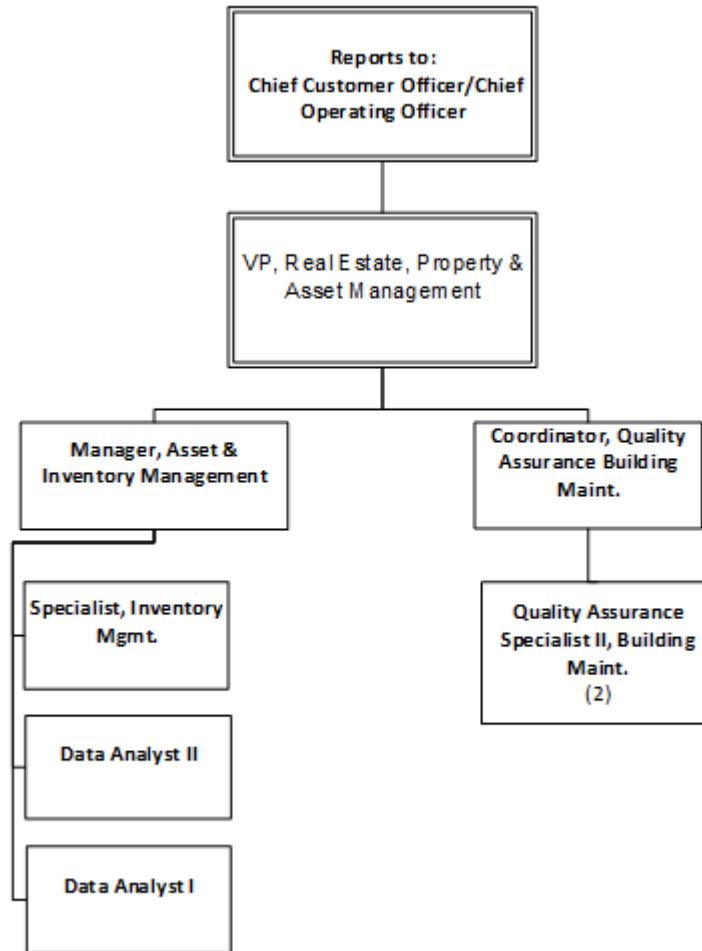 Reports to:
Chief Customer Officer/Chief
Operating Officer
VP, Real Estate, Property &
Asset Management
Manager, Asset &
Inventory Management
Coordinator, Quality
Assurance Building
Maint.
Specialist, Inventory
Mgmt.
Quality Assurance
Specialist II, Building
Maint.
(2)
Data Analyst II
Data Analyst I